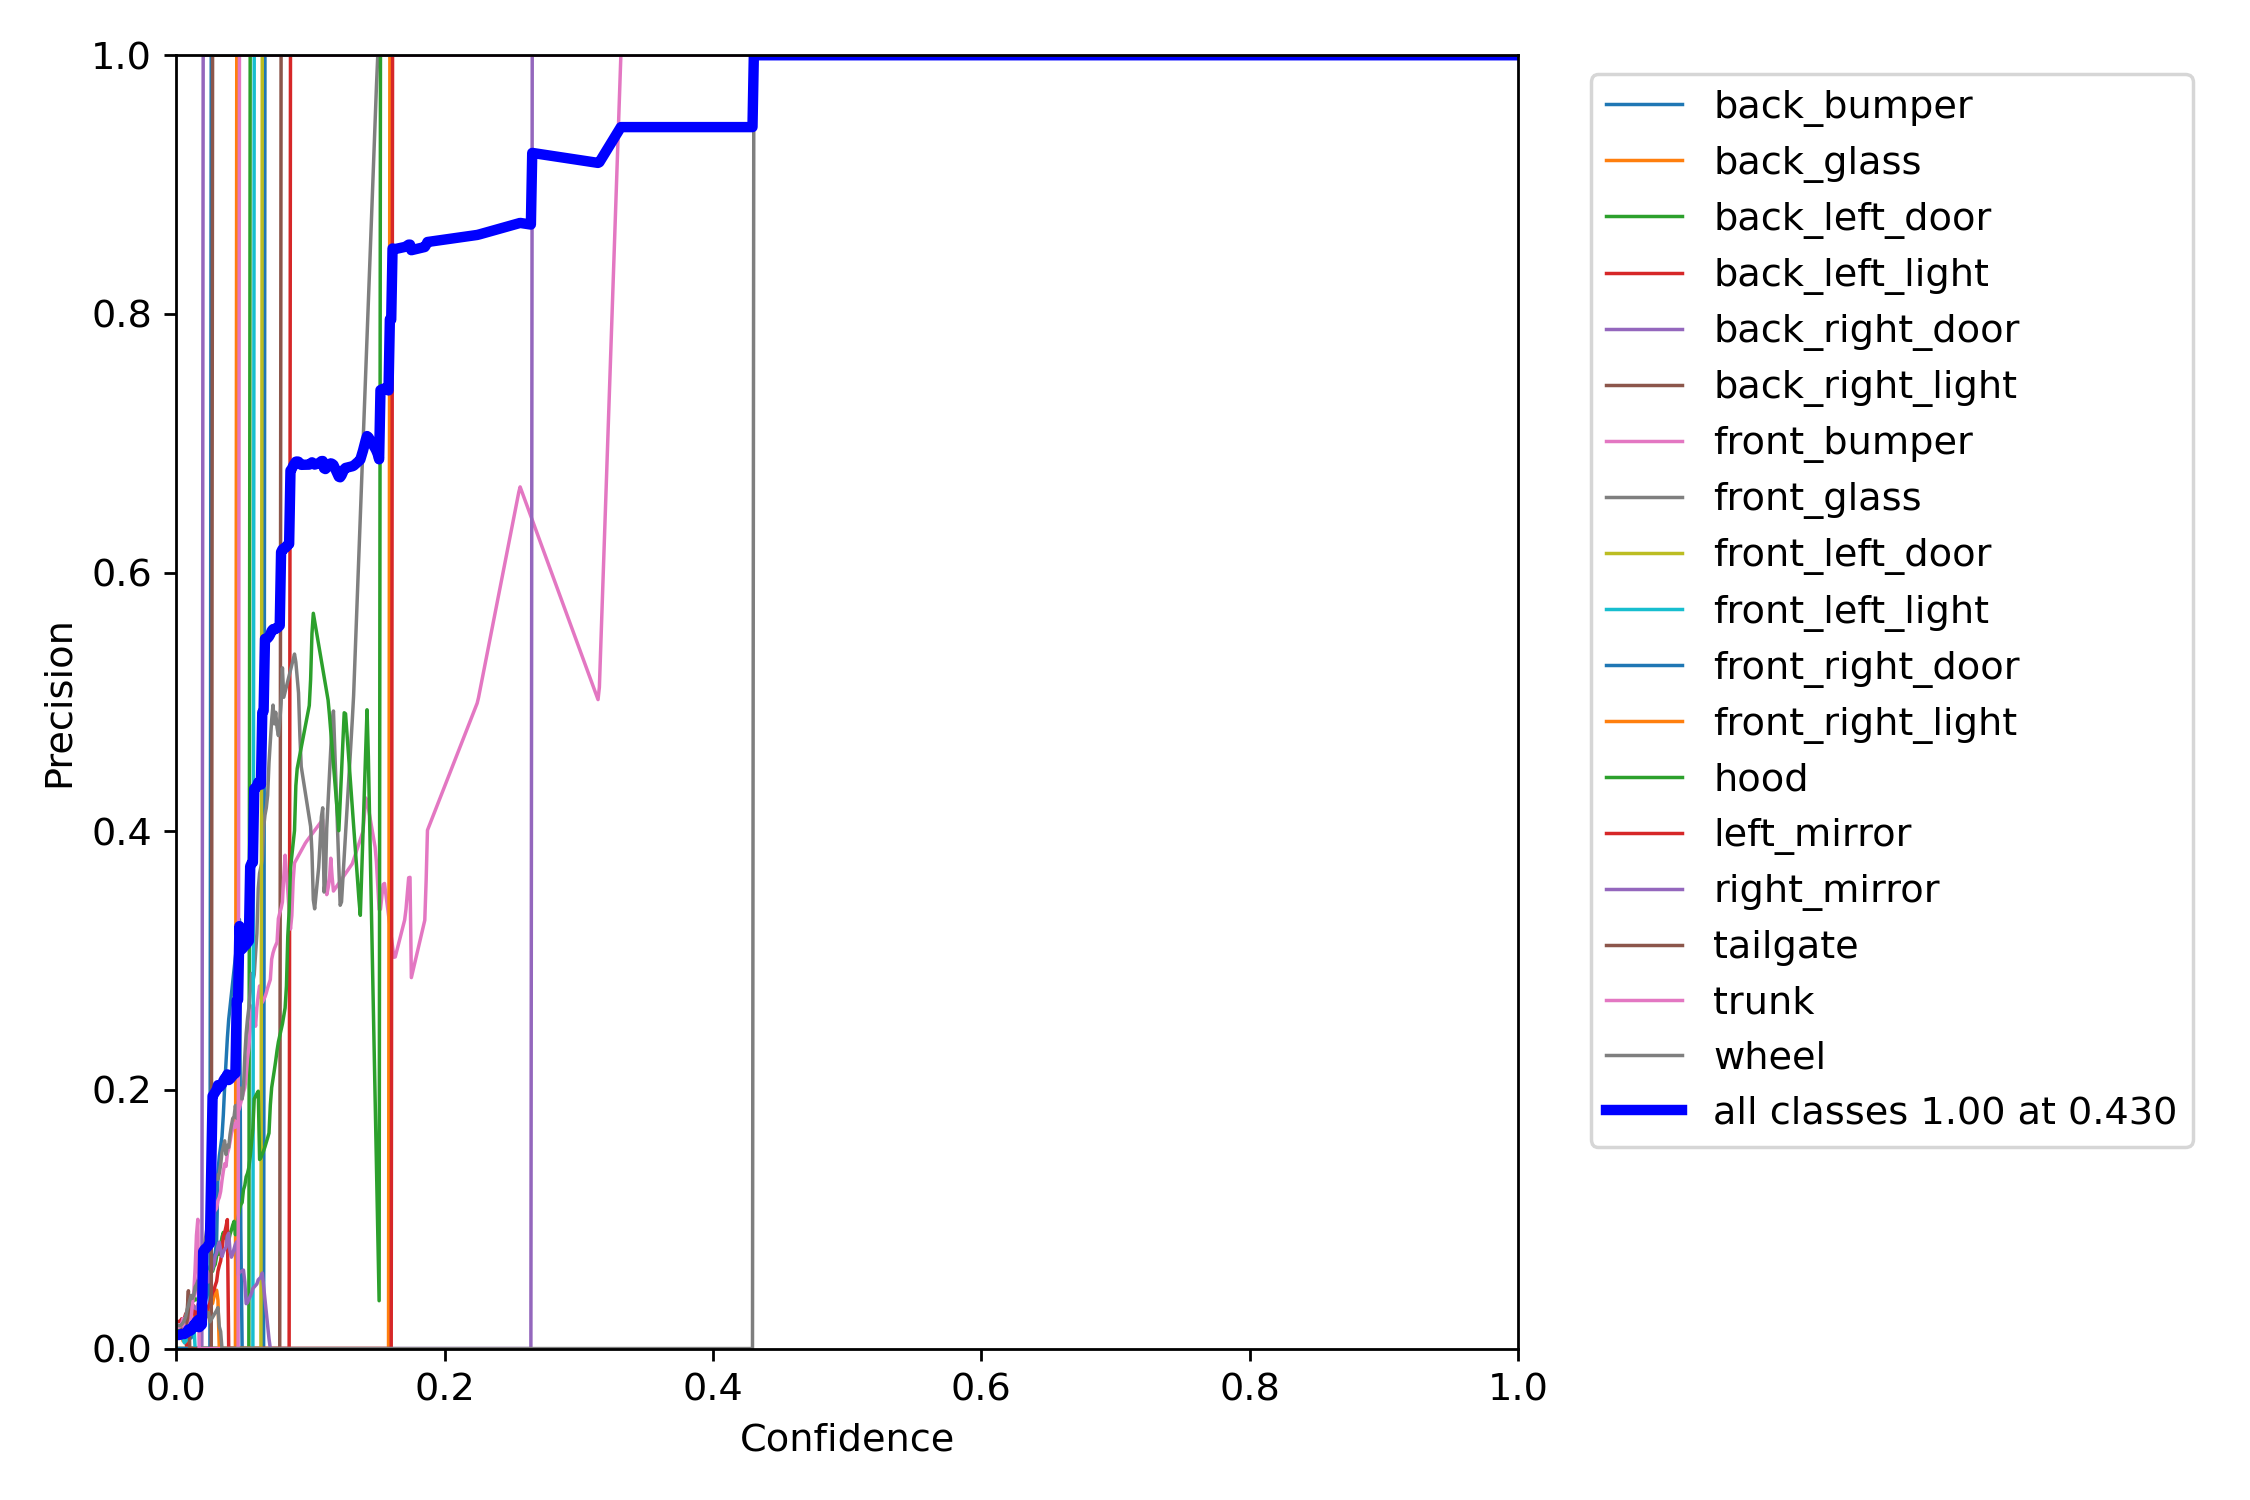 1.0
0.8
0.6
0.4
0.2
0.0
0.0 0.2 0.4 0.6 0.8 1.0
Precision
Confidence
back_bumper
back_glass
back_left_door
back_left_light
back_right_door
back_right_light
front_bumper
front_glass
front_left_door
front_left_light
front_right_door
front_right_light
hood
left_mirror
right_mirror
tailgate
trunk
wheel
all classes 1.00 at 0.430